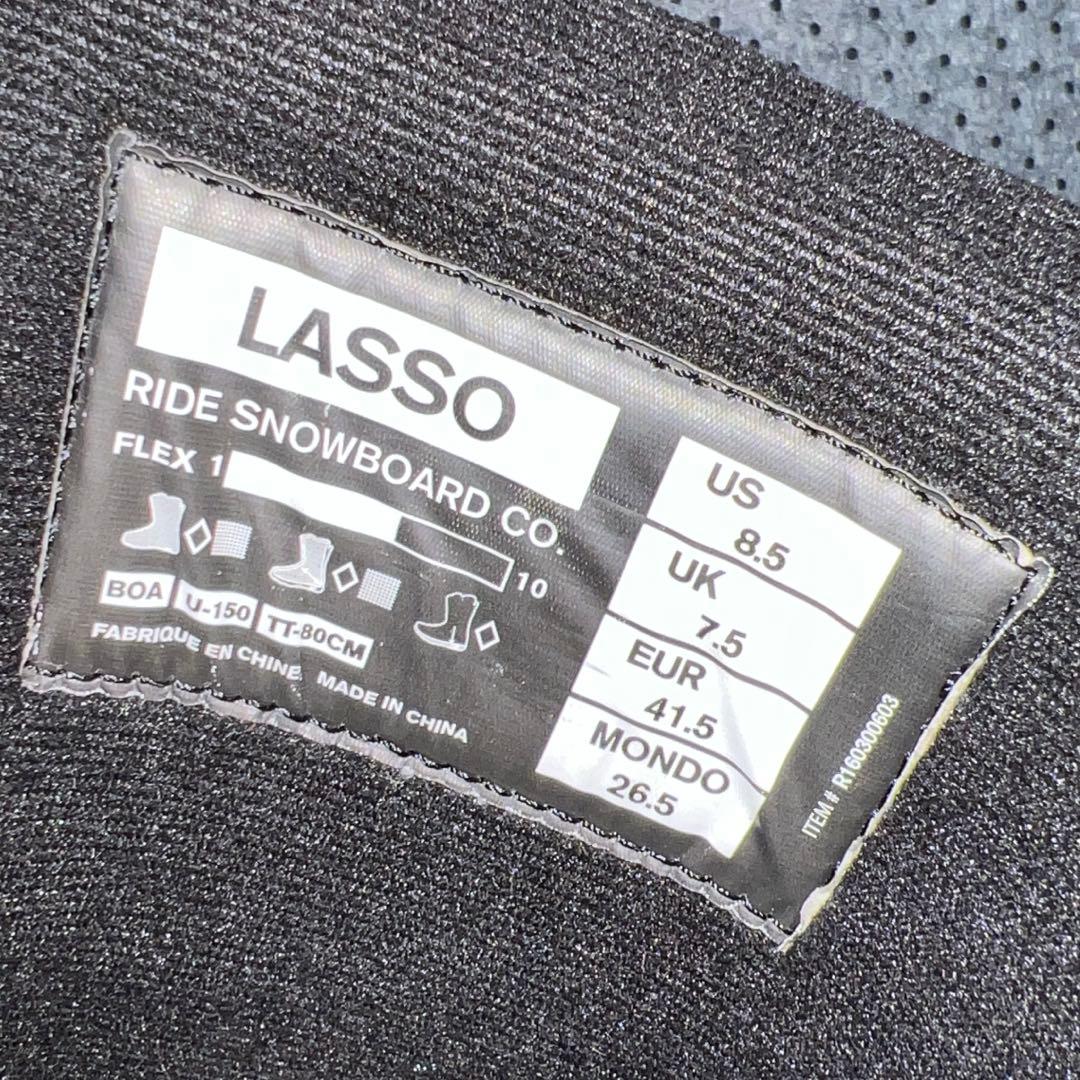 LASSO
RIDE SNOWBOARD CO.
FLEX 1 10
BOA U-150 TT-80CM
FABRIQUE EN CHINE MADE IN CHINA
US
8.5
UK
7.5
EUR
41.5
MONDO
26.5
ITEM # R160300603